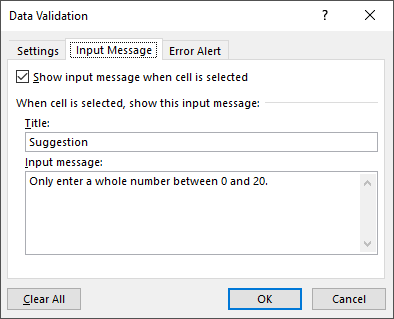 Data Validation
Settings Input Message Error Alert
Show input message when cell is selected
When cell is selected, show this input message:
Title:
Suggestion
Input message:
Only enter a whole number between 0 and 20.
Clear All OK Cancel